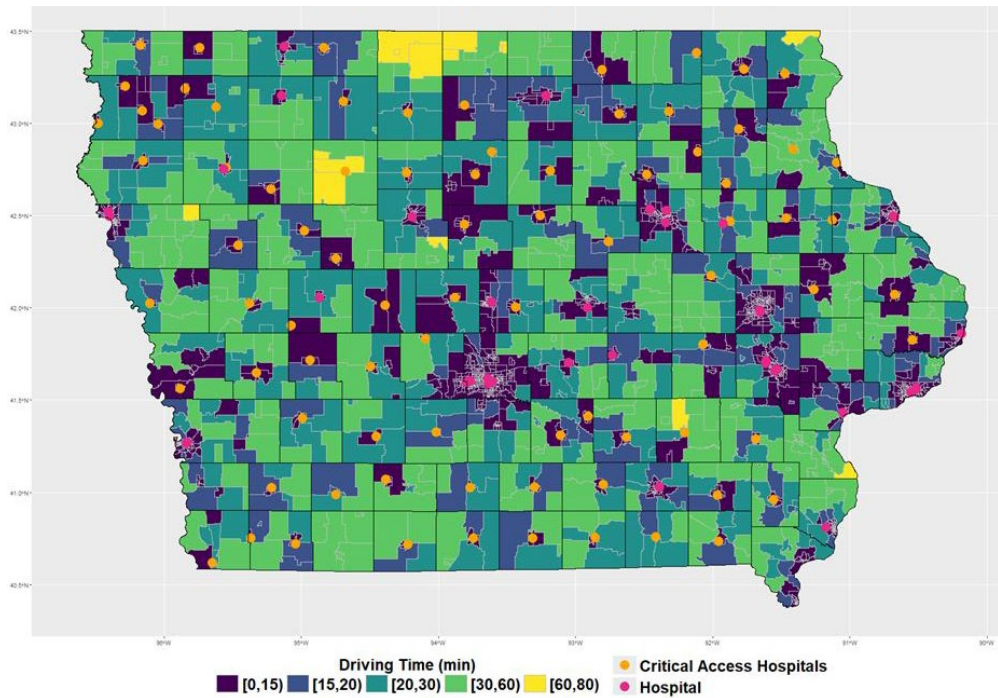 43.5°N
43.0°N
42.5°N
42.0°N
41.5°N
41.0°N
40.5°N
96°W 95°W 94°W 93°W 92°W 91°W 90°W
Driving Time (min)
[0,15) [15,20) [20,30) [30,60) [60,80)
Critical Access Hospitals
Hospital